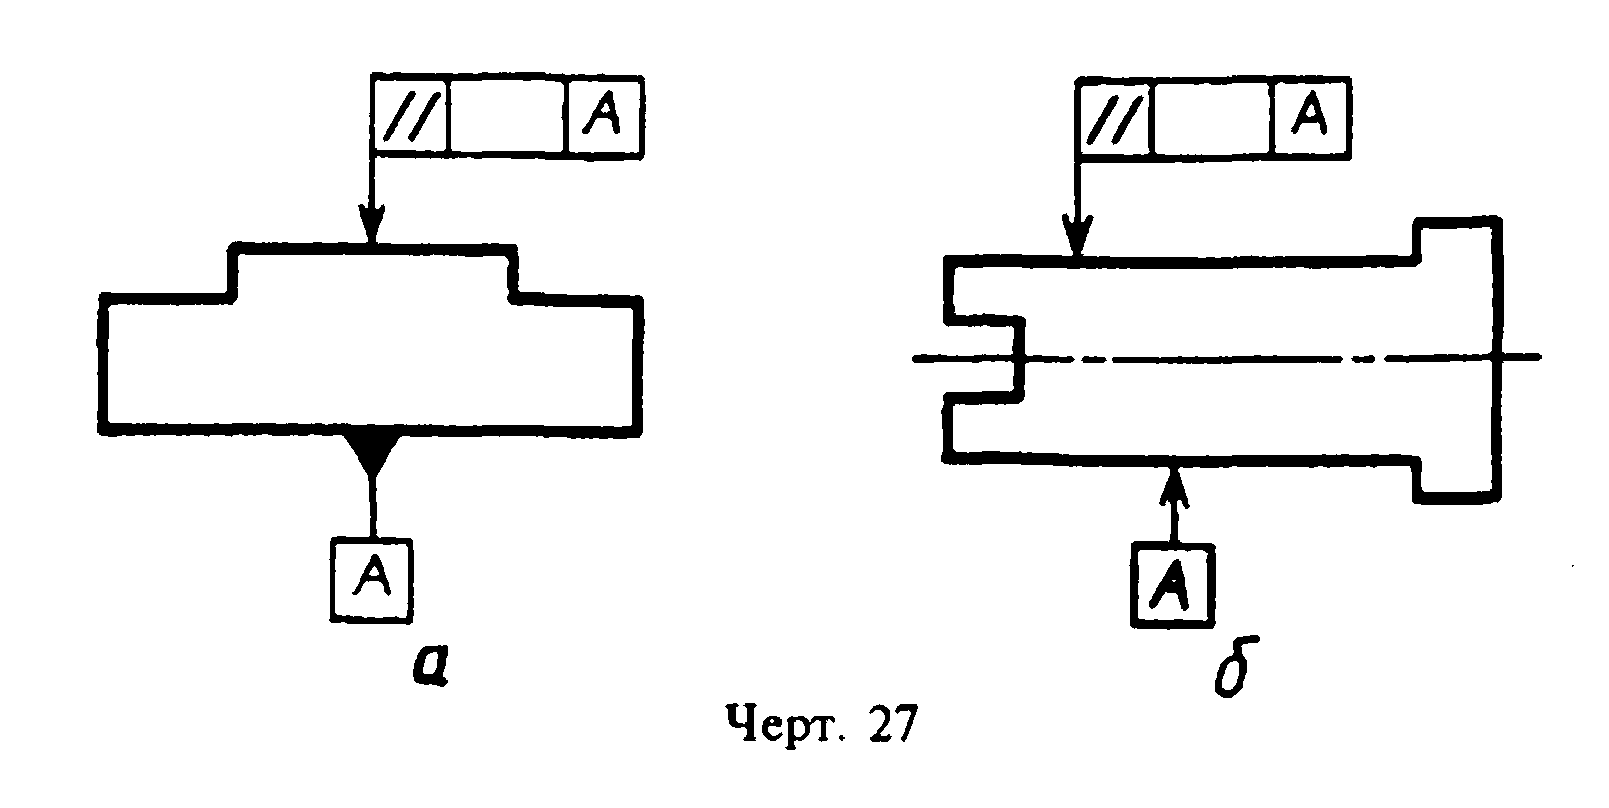 // А // А
А А
а б
Черт. 27